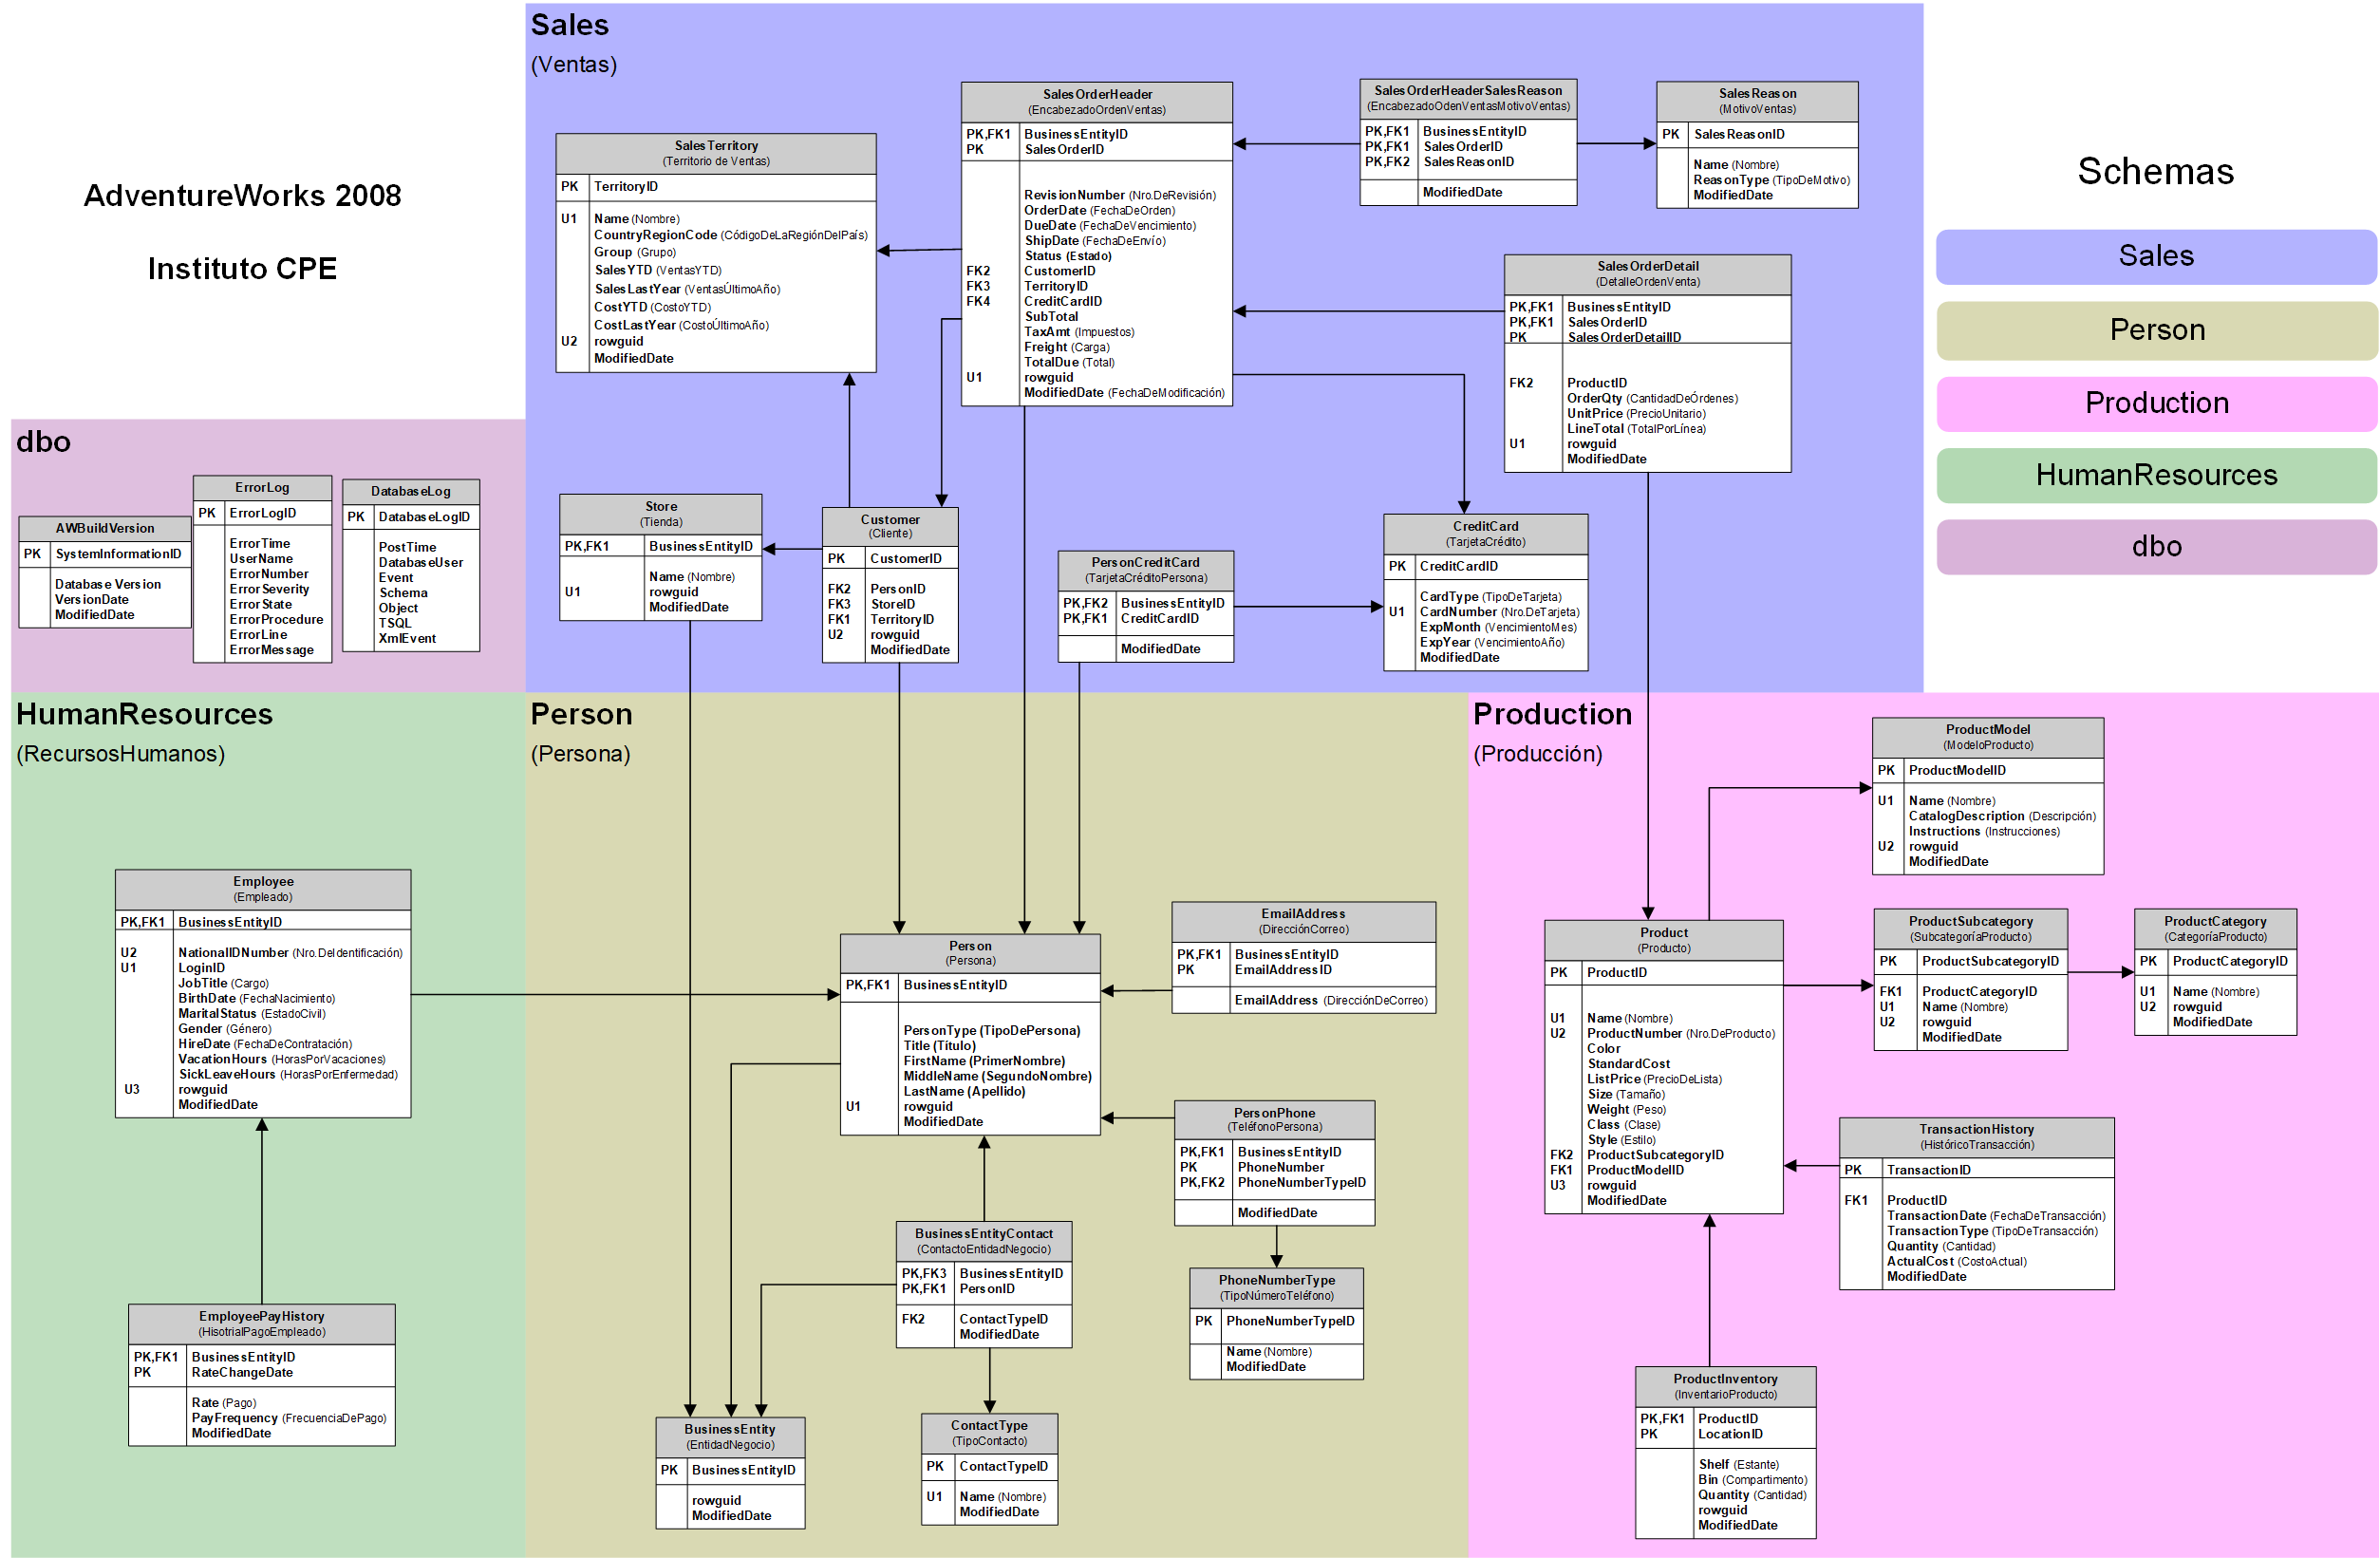 AdventureWorks 2008
Instituto CPE
Sales
(Ventas)
SalesTerritory
(Territorio de Ventas)
PK TerritoryID
U1 Name (Nombre)
CountryRegionCode (CódigoDeLaRegiónDelPaís)
Group (Grupo)
SalesYTD (VentasYTD)
SalesLastYear (VentasÚltimoAño)
CostYTD (CostoYTD)
CostLastYear (CostoÚltimoAño)
U2 rowguid
ModifiedDate
SalesOrderHeader
(EncabezadoOrdenVentas)
PK,FK1 BusinessEntityID
PK SalesOrderID
RevisionNumber (Nro.DeRevisión)
OrderDate (FechaDeOrden)
DueDate (FechaDeVencimiento)
ShipDate (FechaDeEnvío)
Status (Estado)
FK2 CustomerID
FK3 TerritoryID
FK4 CreditCardID
SubTotal
TaxAmt (Impuestos)
Freight (Carga)
TotalDue (Total)
U1 rowguid
ModifiedDate (FechaDeModificación)
SalesOrderHeaderSalesReason
(EncabezadoOdenVentasMotivoVentas)
PK,FK1 BusinessEntityID
PK,FK1 SalesOrderID
PK,FK2 SalesReasonID
ModifiedDate
SalesReason
(MotivoVentas)
PK SalesReasonID
Name (Nombre)
ReasonType (TipoDeMotivo)
ModifiedDate
SalesOrderDetail
(DetalleOrdenVenta)
PK,FK1 BusinessEntityID
PK,FK1 SalesOrderID
PK SalesOrderDetailID
FK2 ProductID
OrderQty (CantidadDeÓrdenes)
UnitPrice (PrecioUnitario)
LineTotal (TotalPorLínea)
U1 rowguid
ModifiedDate
Store
(Tienda)
PK,FK1 BusinessEntityID
Name (Nombre)
U1 rowguid
ModifiedDate
Customer
(Cliente)
PK CustomerID
FK2 PersonID
FK3 StoreID
FK1 TerritoryID
U2 rowguid
ModifiedDate
PersonCreditCard
(TarjetaCréditoPersona)
PK,FK2 BusinessEntityID
PK,FK1 CreditCardID
ModifiedDate
CreditCard
(TarjetaCrédito)
PK CreditCardID
CardType (TipoDeTarjeta)
U1 CardNumber (Nro.DeTarjeta)
ExpMonth (VencimientoMes)
ExpYear (VencimientoAño)
ModifiedDate
Schemas
Sales
Person
Production
HumanResources
dbo
dbo
AWBuildVersion
PK SystemInformationID
Database Version
VersionDate
ModifiedDate
ErrorLog
PK ErrorLogID
ErrorTime
UserName
ErrorNumber
ErrorSeverity
ErrorState
ErrorProcedure
ErrorLine
ErrorMessage
DatabaseLog
PK DatabaseLogID
PostTime
DatabaseUser
Event
Schema
Object
TSQL
XmlEvent
HumanResources
(RecursosHumanos)
Employee
(Empleado)
PK,FK1 BusinessEntityID
U2 NationalIDNumber (Nro.DeIdentificación)
U1 LoginID
JobTitle (Cargo)
BirthDate (FechaNacimiento)
MaritalStatus (EstadoCivil)
Gender (Género)
HireDate (FechaDeContratación)
VacationHours (HorasPorVacaciones)
SickLeaveHours (HorasPorEnfermedad)
U3 rowguid
ModifiedDate
EmployeePayHistory
(HisotrialPagoEmpleado)
PK,FK1 BusinessEntityID
PK RateChangeDate
Rate (Pago)
PayFrequency (FrecuenciaDePago)
ModifiedDate
Person
(Persona)
Person
(Persona)
PK,FK1 BusinessEntityID
PersonType (TipoDePersona)
Title (Título)
FirstName (PrimerNombre)
MiddleName (SegundoNombre)
LastName (Apellido)
U1 rowguid
ModifiedDate
EmailAddress
(DirecciónCorreo)
PK,FK1 BusinessEntityID
PK EmailAddressID
EmailAddress (DirecciónDeCorreo)
PersonPhone
(TeléfonoPersona)
PK,FK1 BusinessEntityID
PK PhoneNumber
PK,FK2 PhoneNumberTypeID
ModifiedDate
BusinessEntityContact
(ContactoEntidadNegocio)
PK,FK3 BusinessEntityID
PK,FK1 PersonID
FK2 ContactTypeID
ModifiedDate
PhoneNumberType
(TipoNúmeroTeléfono)
PK PhoneNumberTypeID
Name (Nombre)
ModifiedDate
BusinessEntity
(EntidadNegocio)
PK BusinessEntityID
rowguid
ModifiedDate
ContactType
(TipoContacto)
PK ContactTypeID
U1 Name (Nombre)
ModifiedDate
Production
(Producción)
ProductModel
(ModeloProducto)
PK ProductModelID
U1 Name (Nombre)
CatalogDescription (Descripción)
Instructions (Instrucciones)
U2 rowguid
ModifiedDate
Product
(Producto)
PK ProductID
U1 Name (Nombre)
U2 ProductNumber (Nro.DeProducto)
Color
StandardCost
ListPrice (PrecioDeLista)
Size (Tamaño)
Weight (Peso)
Class (Clase)
Style (Estilo)
FK2 ProductSubcategoryID
FK1 ProductModelID
U3 rowguid
ModifiedDate
ProductSubcategory
(SubcategoríaProducto)
PK ProductSubcategoryID
FK1 ProductCategoryID
U1 Name (Nombre)
U2 rowguid
ModifiedDate
ProductCategory
(CategoríaProducto)
PK ProductCategoryID
U1 Name (Nombre)
U2 rowguid
ModifiedDate
TransactionHistory
(HistóricoTransacción)
PK TransactionID
FK1 ProductID
TransactionDate (FechaDeTransacción)
TransactionType (TipoDeTransacción)
Quantity (Cantidad)
ActualCost (CostoActual)
ModifiedDate
ProductInventory
(InventarioProducto)
PK,FK1 ProductID
PK LocationID
Shelf (Estante)
Bin (Compartimento)
Quantity (Cantidad)
rowguid
ModifiedDate